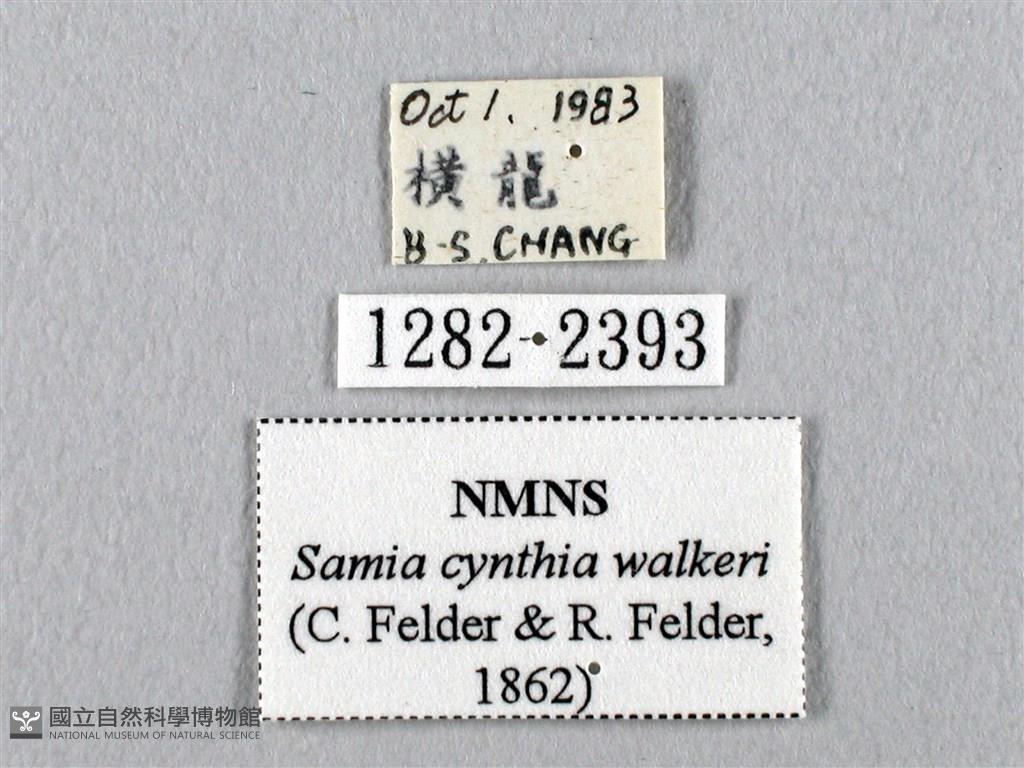 Oct 1. 1983
橫龍
B-S. CHANG
1282-2393
NMNS
Samia cynthia walkeri
(C. Felder & R. Felder,
1862)
國立自然科學博物館
NATIONAL MUSEUM OF NATURAL SCIENCE